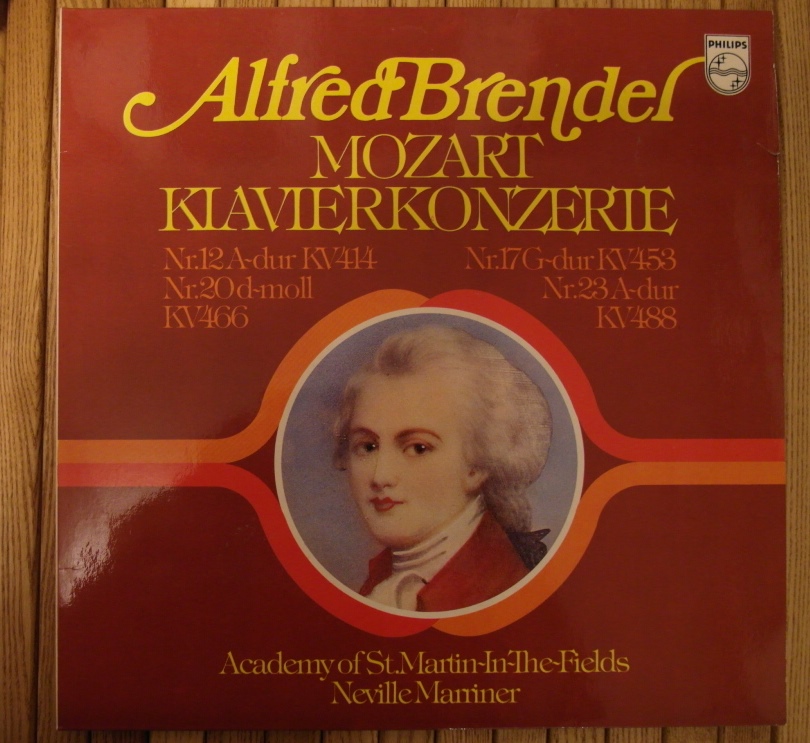 PHILIPS
Alfred Brendel
MOZART
KLAVIERKONZERTE
Nr.12 A-dur KV414
Nr.20 d-moll
KV466
Nr.17 G-dur KV453
Nr.23 A-dur
KV488
Academy of St.Martin-In-The-Fields
Neville Marriner